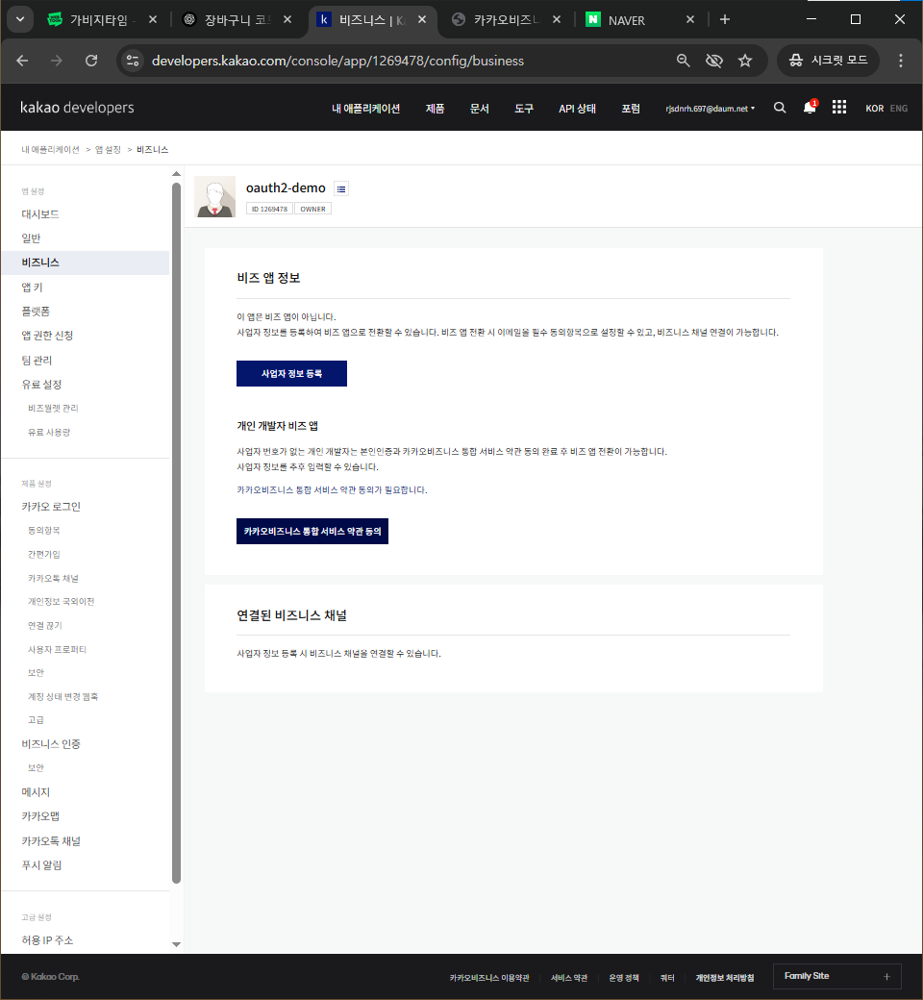 가비지타임
장바구니 코드
비즈니스 | Ka
카카오비즈니
NAVER
developers.kakao.com/console/app/1269478/config/business
시크릿 모드
kakao developers
내 애플리케이션
제품
문서
도구
API 상태
포럼
rjsdnrh.697@daum.net
1
KOR ENG
내 애플리케이션 > 앱 설정 > 비즈니스
앱 설정
대시보드
일반
비즈니스
앱 키
플랫폼
앱 권한 신청
팀 관리
유료 설정
비즈월렛 관리
유료 사용량
제품 설정
카카오 로그인
동의항목
간편가입
카카오톡 채널
개인정보 국외이전
연결 끊기
사용자 프로퍼티
보안
계정 상태 변경 웹훅
고급
비즈니스 인증
보안
메시지
카카오맵
카카오톡 채널
푸시 알림
고급 설정
허용 IP 주소
oauth2-demo
ID 1269478 OWNER
비즈 앱 정보
이 앱은 비즈 앱이 아닙니다.
사업자 정보를 등록하여 비즈 앱으로 전환할 수 있습니다. 비즈 앱 전환 시 이메일을 필수 동의항목으로 설정할 수 있고, 비즈니스 채널 연결이 가능합니다.
사업자 정보 등록
개인 개발자 비즈 앱
사업자 번호가 없는 개인 개발자는 본인인증과 카카오비즈니스 통합 서비스 약관 동의 완료 후 비즈 앱 전환이 가능합니다.
사업자 정보를 추후 입력할 수 있습니다.
카카오비즈니스 통합 서비스 약관 동의가 필요합니다.
카카오비즈니스 통합 서비스 약관 동의
연결된 비즈니스 채널
사업자 정보 등록 시 비즈니스 채널을 연결할 수 있습니다.
© Kakao Corp.
카카오비즈니스 이용약관
서비스 약관
운영 정책
쿼터
개인정보 처리방침
Family Site